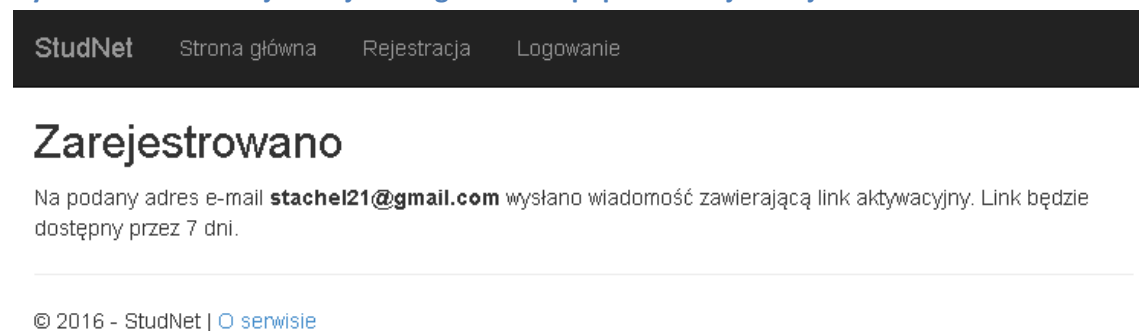 StudNet Strona główna Rejestracja Logowanie
Zarejestrowano
Na podany adres e-mail stachel21@gmail.com wysłano wiadomość zawierającą link aktywacyjny. Link będzie
dostępny przez 7 dni.
© 2016 - StudNet | O serwisie